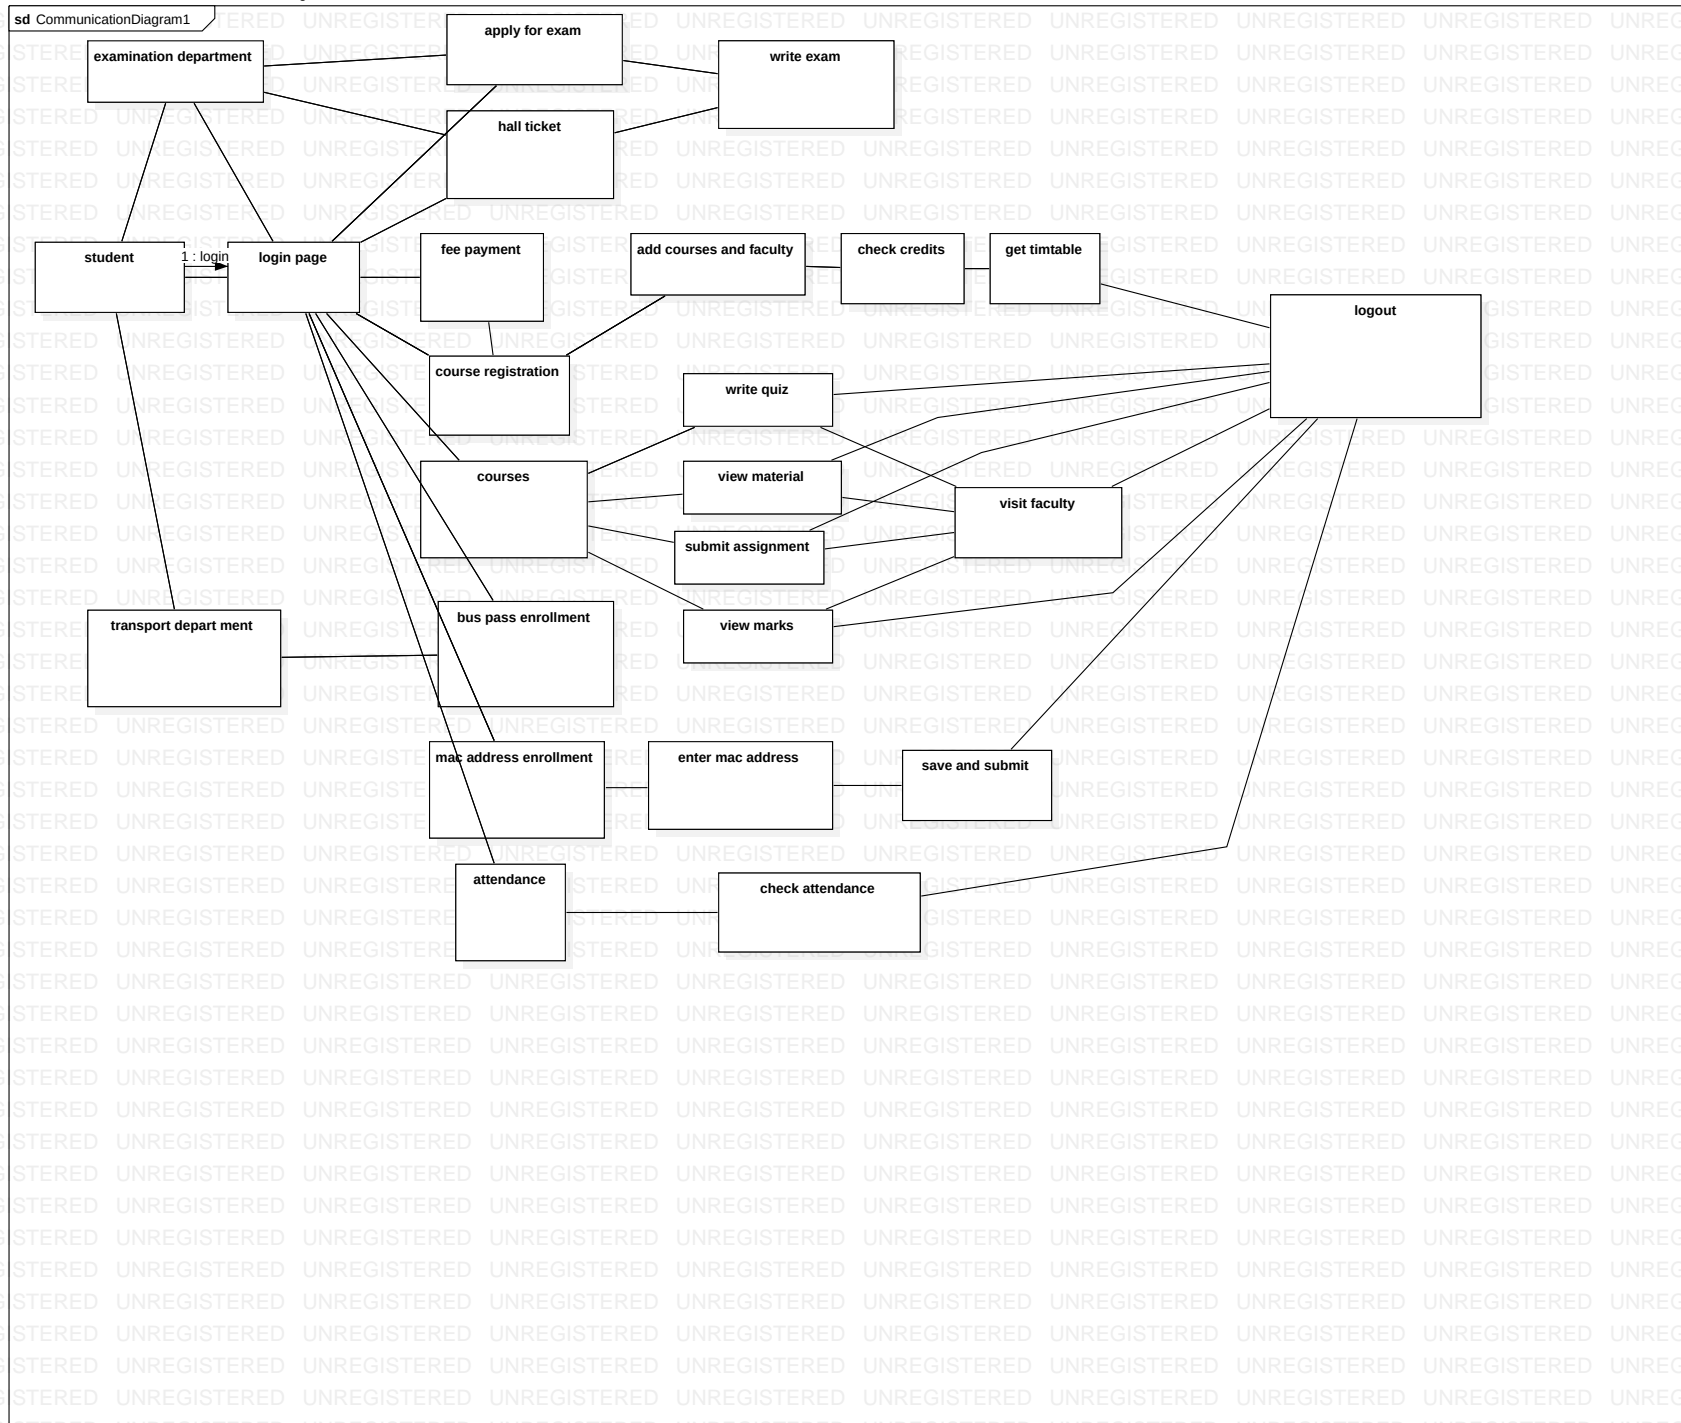 sd CommunicationDiagram1
apply for exam
examination department
write exam
hall ticket
student
1 : login
login page
fee payment
add courses and faculty
check credits
get timtable
logout
course registration
write quiz
courses
view material
visit faculty
submit assignment
transport depart ment
bus pass enrollment
view marks
mac address enrollment
enter mac address
save and submit
attendance
check attendance
UNREGISTERED